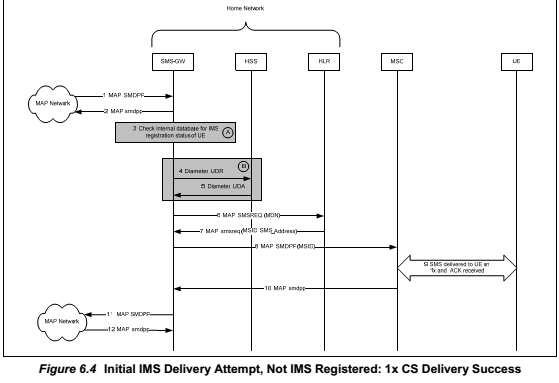 Home Network
SMS-GW
HSS
HLR
MSC
UE
MAP Network
1 MAP SMDPP
2 MAP smdpp
3 Check internal database for IMS
registration status of UE
A
B
4 Diameter UDR
5 Diameter UDA
6 MAP SMSREQ (MDN)
7 MAP smsreq(MSID SMS_Address)
8 MAP SMDPP(MSID)
9 SMS delivered to UE on
1x and ACK received
10 MAP smdpp
MAP Network
11 MAP SMDPP
12 MAP smdpp
Figure 6.4 Initial IMS Delivery Attempt, Not IMS Registered: 1x CS Delivery Success